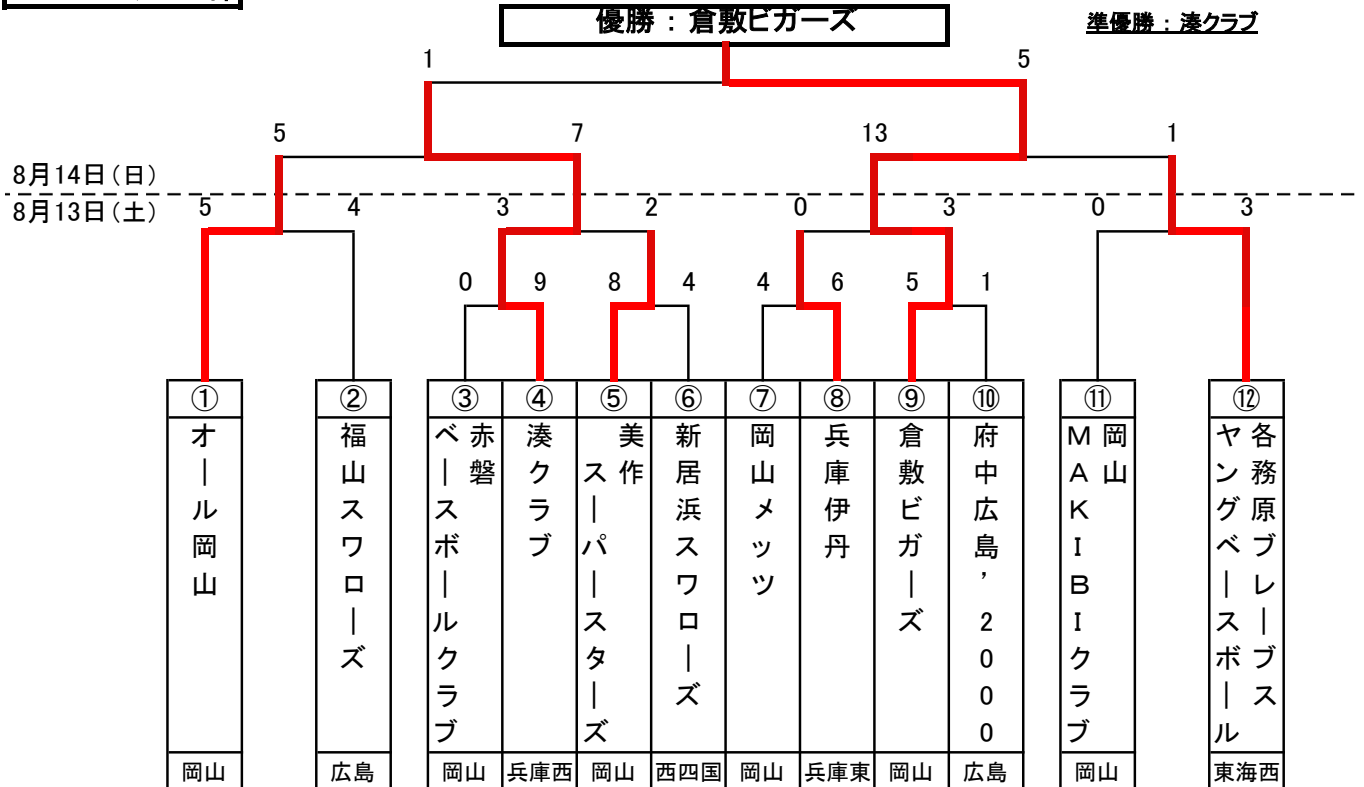 優勝：倉敷ビガーズ
準優勝：湊クラブ
1
5
5
7
13
1
8月14日（日）
8月13日（土）
5
4
3
2
0
3
0
3
0
9
8
4
4
6
5
1
①
②
③
④
⑤
⑥
⑦
⑧
⑨
⑩
⑪
⑫
オール岡山
福山スワローズ
赤磐
ベースボールクラブ
湊クラブ
美作
スーパースターズ
新居浜スワローズ
岡山メッツ
兵庫伊丹
倉敷ビガーズ
府中広島’2000
岡山
MAKIBIクラブ
各務原ブレーブス
ヤングベースボール
岡山
広島
岡山
兵庫西
岡山
西四国
岡山
兵庫東
岡山
広島
岡山
東海西